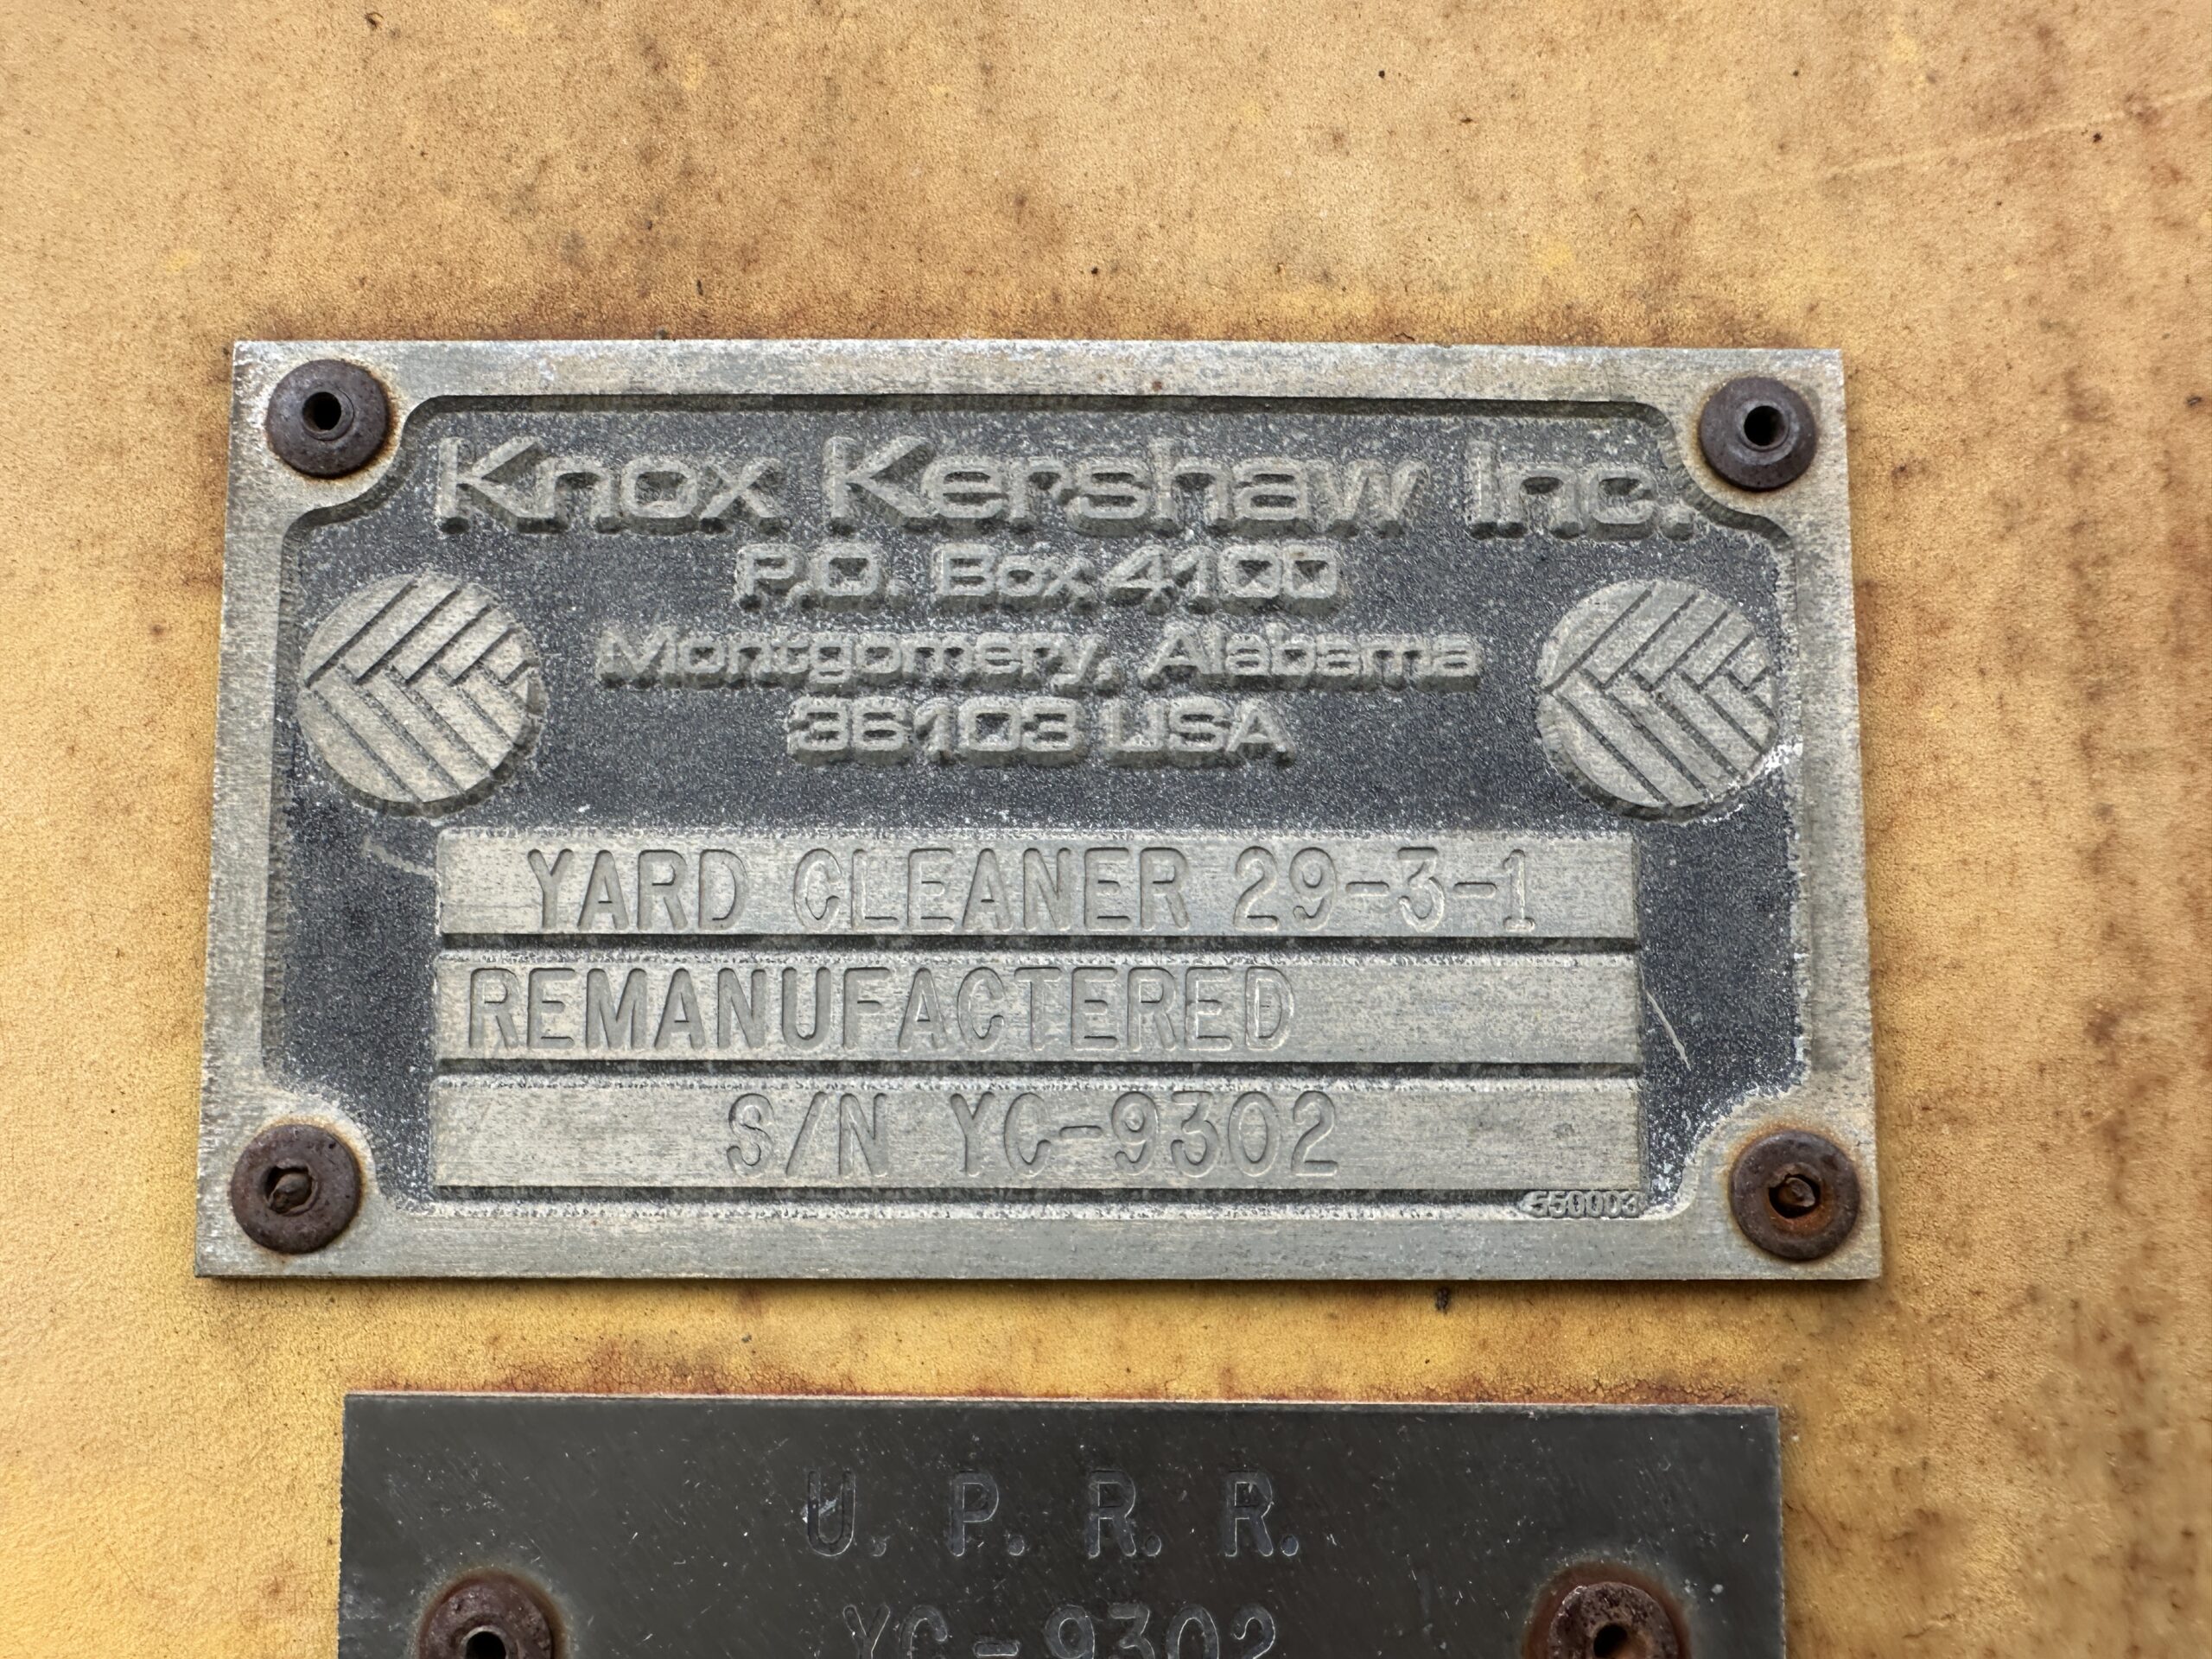 Knox Kershaw Inc.
P.O. Box 4100
Montgomery, Alabama
36103 USA
YARD CLEANER 29-3-1
REMANUFACTERED
S/N YC-9302
550003
U. P. R. R.
YC-9302